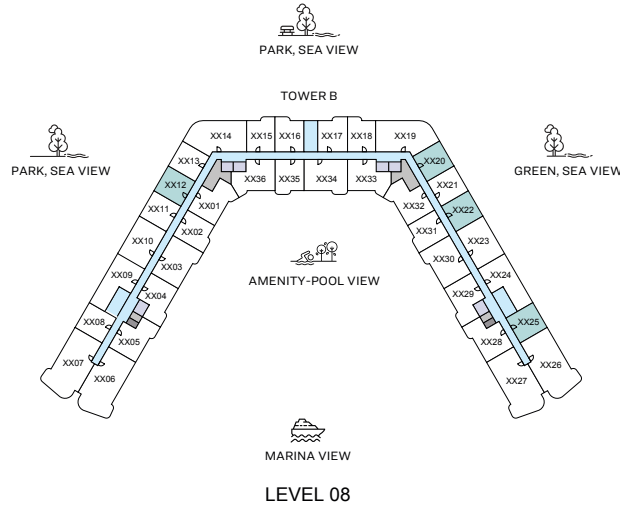 PARK, SEA VIEW
TOWER B
XX14
XX15
XX16
XX17
XX18
XX19
PARK, SEA VIEW
GREEN, SEA VIEW
XX13
XX20
XX36
XX35
XX34
XX33
XX12
XX21
XX11
XX01
XX32
XX22
XX02
XX31
XX10
XX23
XX03
XX30
XX09
XX24
AMENITY-POOL VIEW
XX04
XX29
XX08
XX25
XX05
XX28
XX07
XX26
XX06
XX27
MARINA VIEW
LEVEL 08